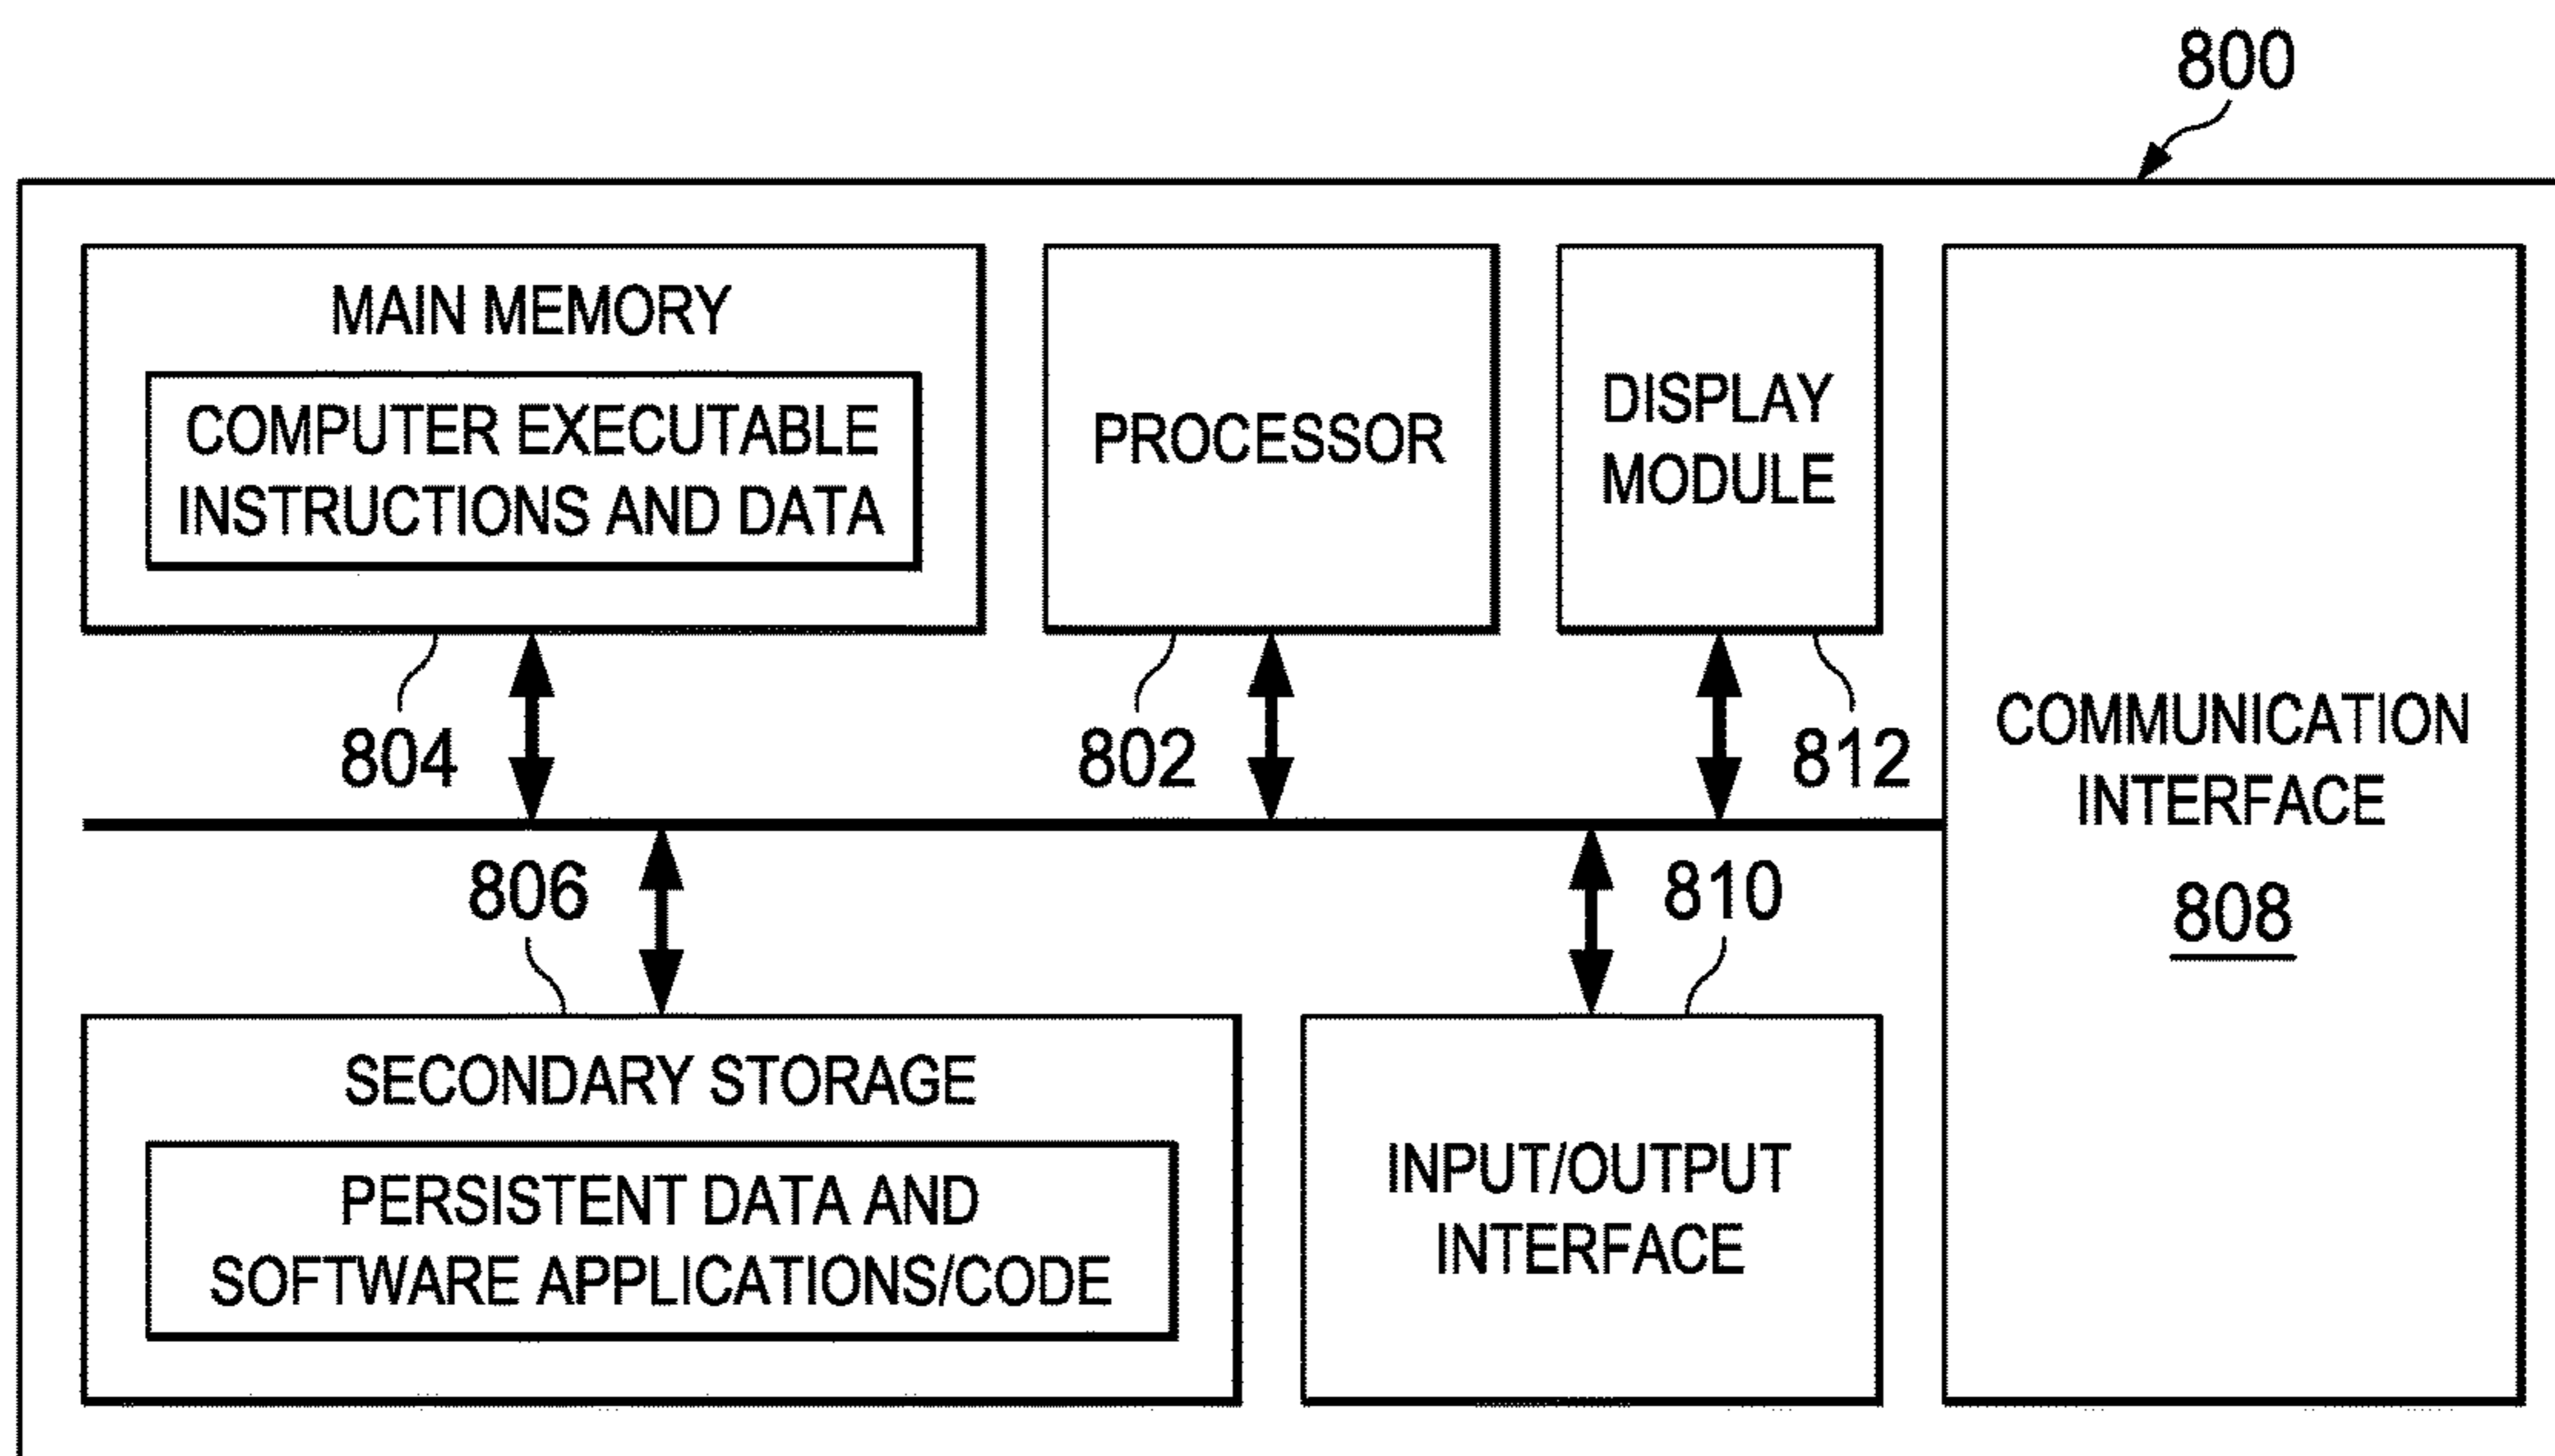 800
MAIN MEMORY
COMPUTER EXECUTABLE
INSTRUCTIONS AND DATA
PROCESSOR
DISPLAY
MODULE
804
802
812
COMMUNICATION
INTERFACE
808
806
810
SECONDARY STORAGE
PERSISTENT DATA AND
SOFTWARE APPLICATIONS/CODE
INPUT/OUTPUT
INTERFACE